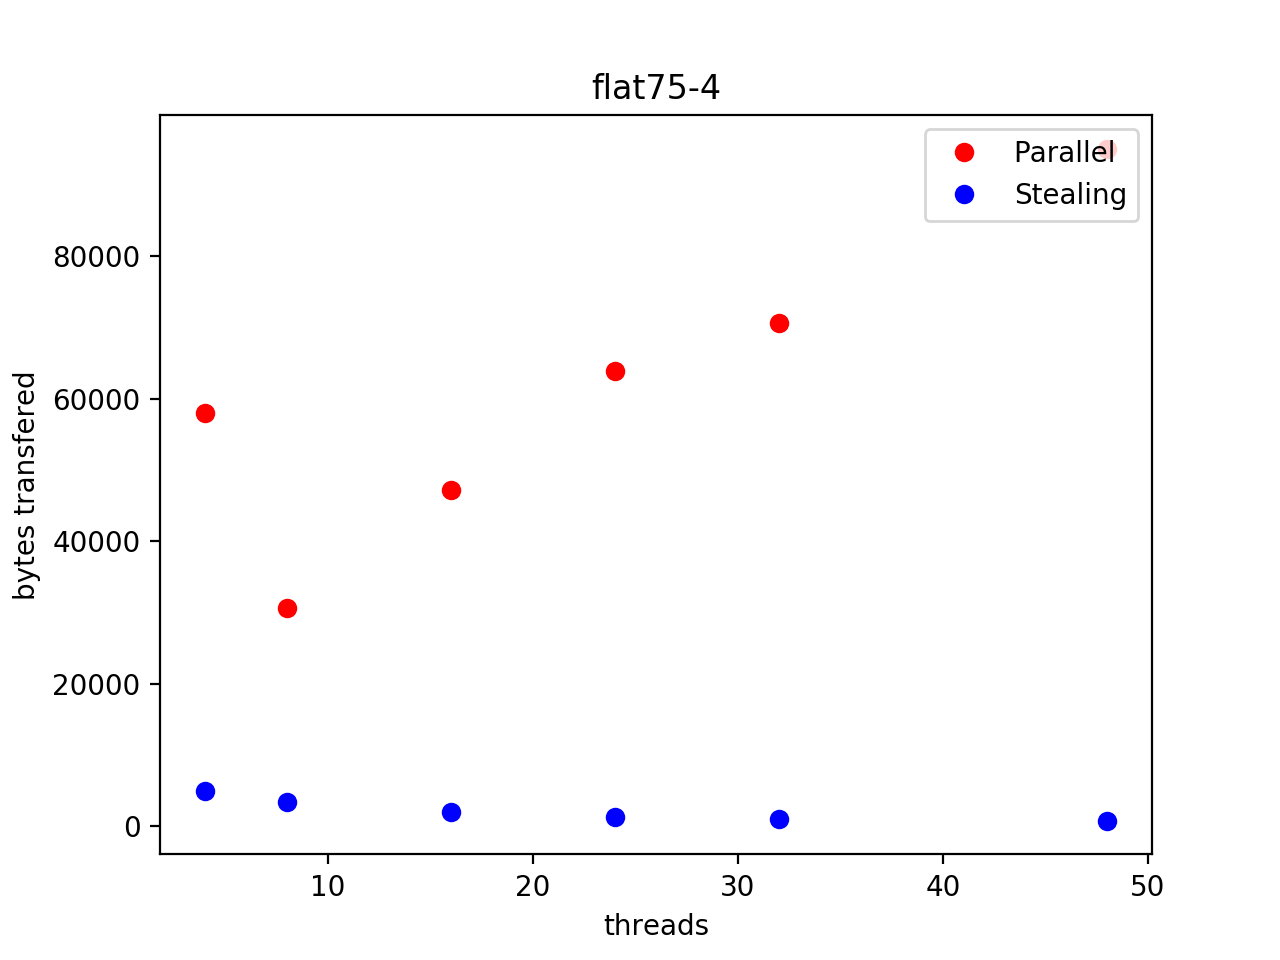 flat75-4
Parallel
Stealing
80000
60000
40000
20000
0
bytes transfered
10 20 30 40 50
threads